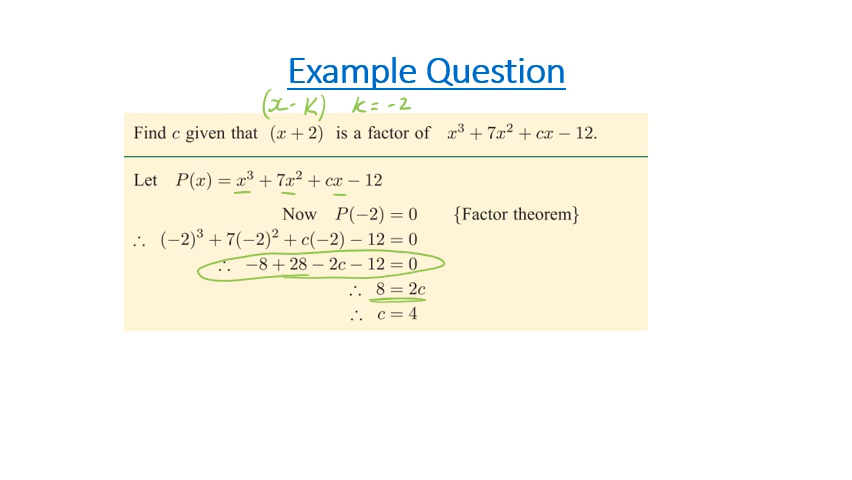 Example Question
(x - k) k = -2
Find c given that (x + 2) is a factor of x³ + 7x² + cx − 12.
Let P(x) = x³ + 7x² + cx − 12
Now P(−2) = 0 {Factor theorem}
∴ (−2)³ + 7(−2)² + c(−2) − 12 = 0
∴ −8 + 28 − 2c − 12 = 0
∴ 8 = 2c
∴ c = 4